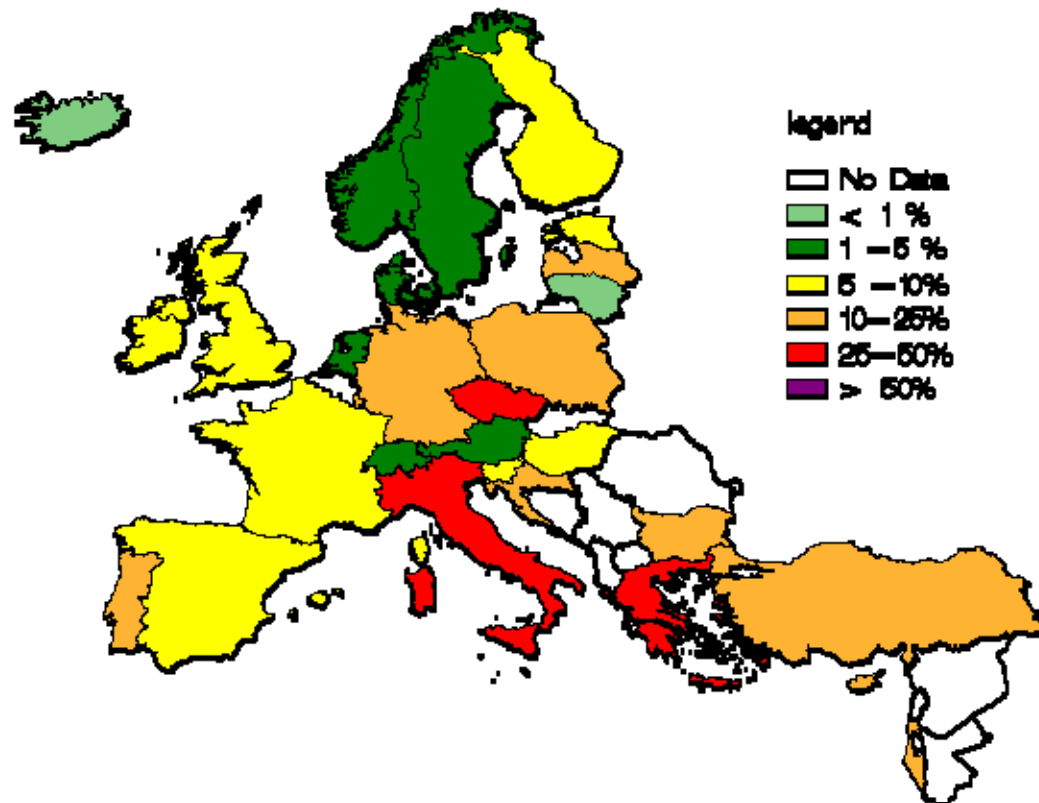 legend
No Data
< 1 %
1 – 5 %
5 – 10%
10 – 25%
25 – 50%
> 50%